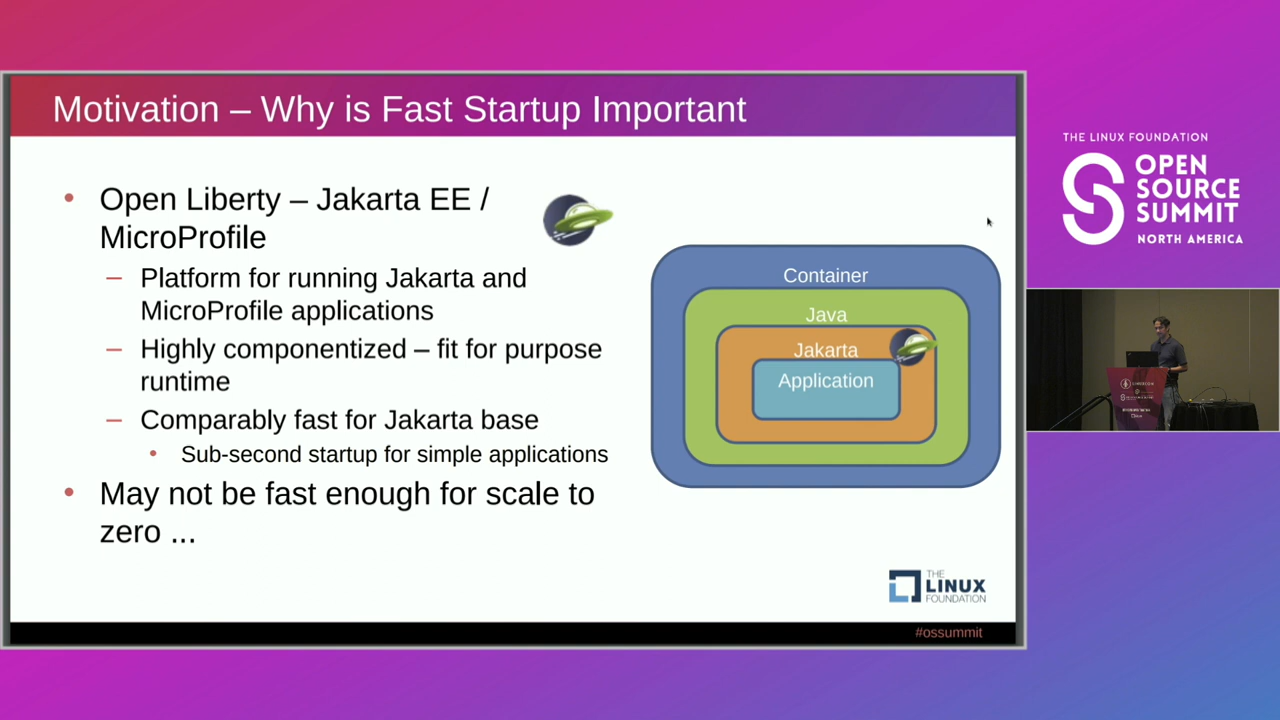 Motivation – Why is Fast Startup Important
• Open Liberty – Jakarta EE /
MicroProfile
– Platform for running Jakarta and
MicroProfile applications
– Highly componentized – fit for purpose
runtime
– Comparably fast for Jakarta base
• Sub-second startup for simple applications
• May not be fast enough for scale to
zero ...
Container
Java
Jakarta
Application
THE
LINUX
FOUNDATION
#ossummit
THE LINUX FOUNDATION
OPEN
SOURCE
SUMMIT
NORTH AMERICA